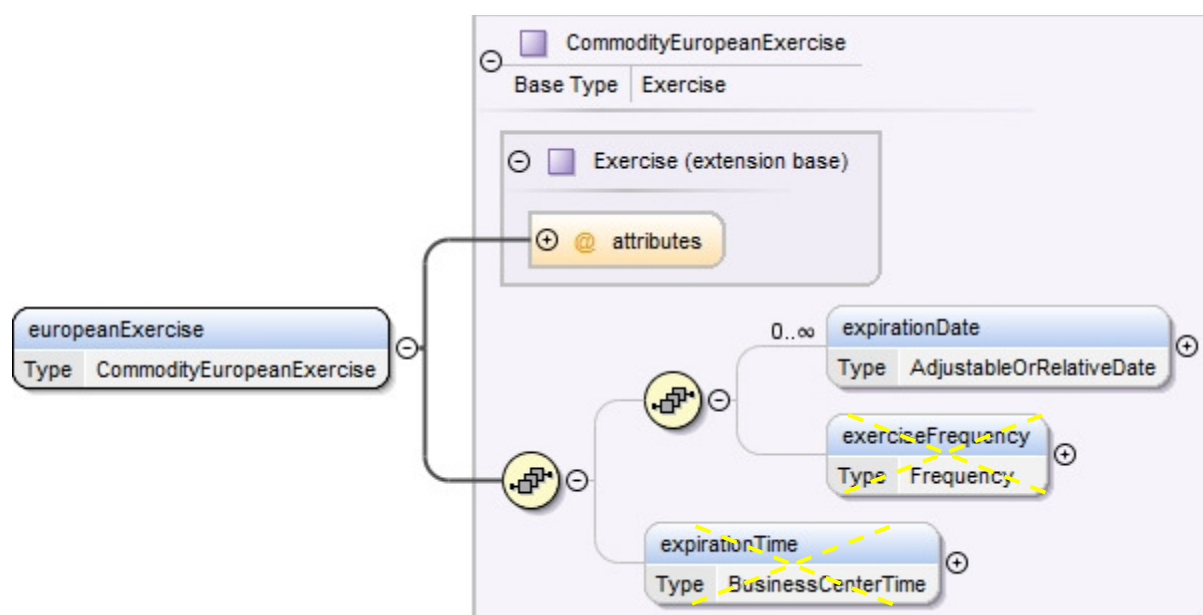 CommodityEuropeanExercise
Base Type Exercise
Exercise (extension base)
@ attributes
europeanExercise
Type CommodityEuropeanExercise
0..∞
expirationDate
Type AdjustableOrRelativeDate
exerciseFrequency
Type Frequency
expirationTime
Type BusinessCenterTime